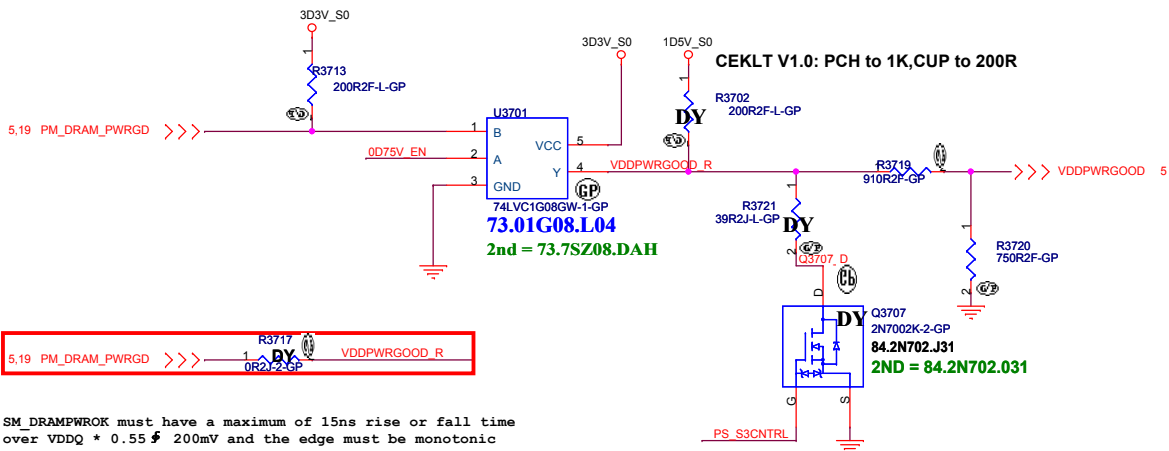 3D3V_S0
3D3V_S0
1D5V_S0
CEKLT V1.0: PCH to 1K,CUP to 200R
1
R3713
200R2F-L-GP
1
R3702
200R2F-L-GP
DY
5,19 PM_DRAM_PWRGD
U3701
1 B
VCC 5
0D75V_EN
2 A
Y 4
VDDPWRGOOD_R
3 GND
GP
74LVC1G08GW-1-GP
73.01G08.L04
2nd = 73.7SZ08.DAH
R3719
910R2F-GP
VDDPWRGOOD 5
1
R3721
39R2J-L-GP
DY
2
Q3707_D
1
R3720
750R2F-GP
2
D
Q3707
DY
2N7002K-2-GP
84.2N702.J31
2ND = 84.2N702.031
G
S
PS_S3CNTRL
R3717
5,19 PM_DRAM_PWRGD
1
DY
VDDPWRGOOD_R
0R2J-2-GP
SM_DRAMPWROK must have a maximum of 15ns rise or fall time
over VDDQ * 0.55 200mV and the edge must be monotonic